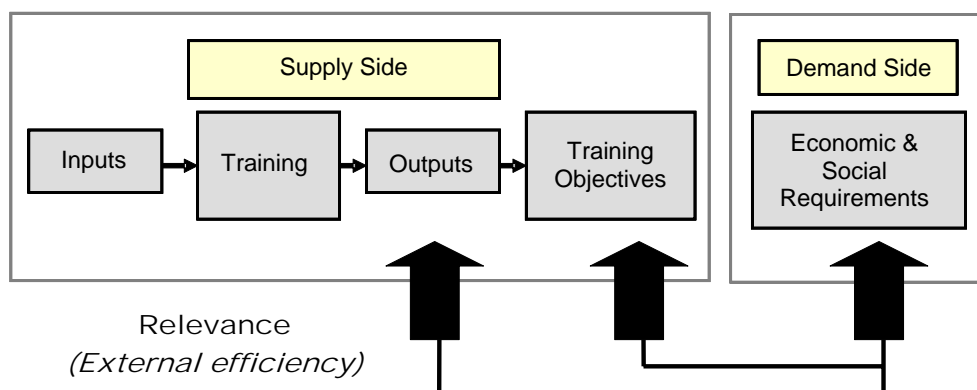 Supply Side
Demand Side
Inputs
Training
Outputs
Training
Objectives
Economic &
Social
Requirements
Relevance
(External efficiency)